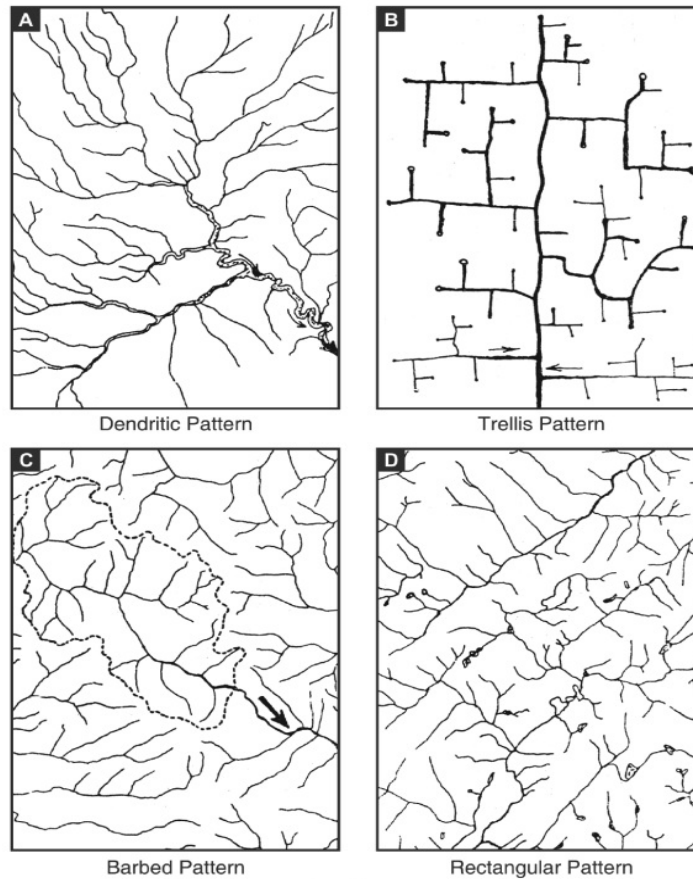 A
B
Dendritic Pattern
Trellis Pattern
C
D
Barbed Pattern
Rectangular Pattern